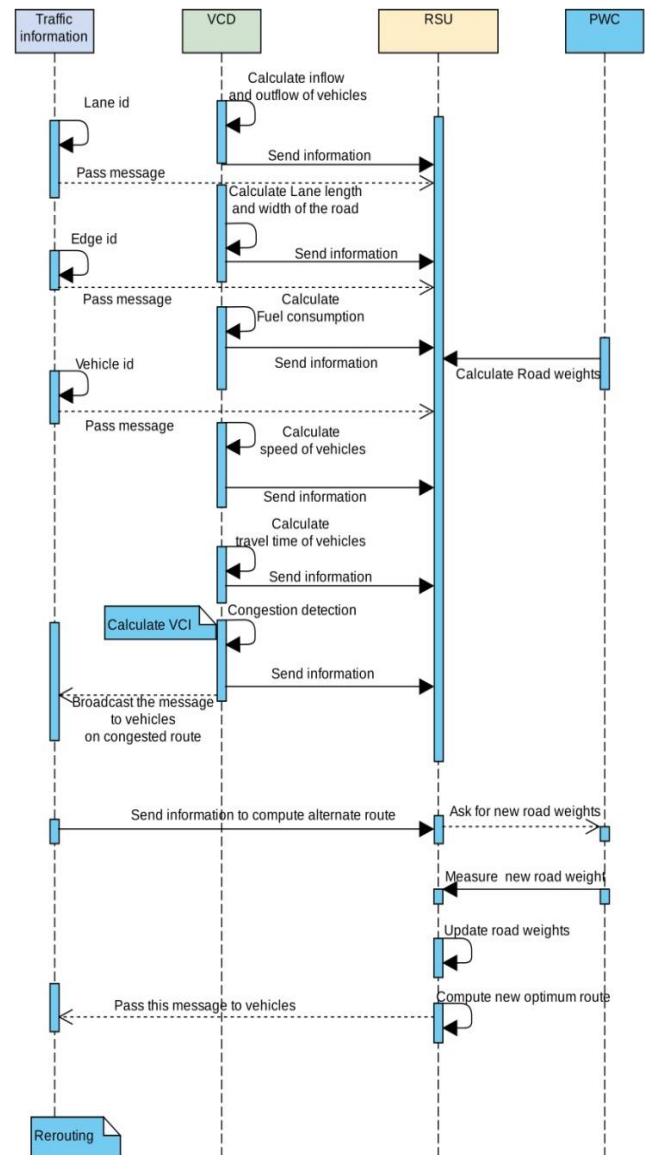 Traffic
information
VCD
RSU
PWC
Calculate inflow
and outflow of vehicles
Lane id
Send information
Pass message
Calculate Lane length
and width of the road
Edge id
Send information
Pass message
Calculate
Fuel consumption
Send information
Vehicle id
Calculate Road weights
Pass message
Calculate
speed of vehicles
Send information
Calculate
travel time of vehicles
Send information
Congestion detection
Calculate VCI
Send information
Broadcast the message
to vehicles
on congested route
Send information to compute alternate route
Ask for new road weights
Measure new road weight
Update road weights
Compute new optimum route
Pass this message to vehicles
Rerouting